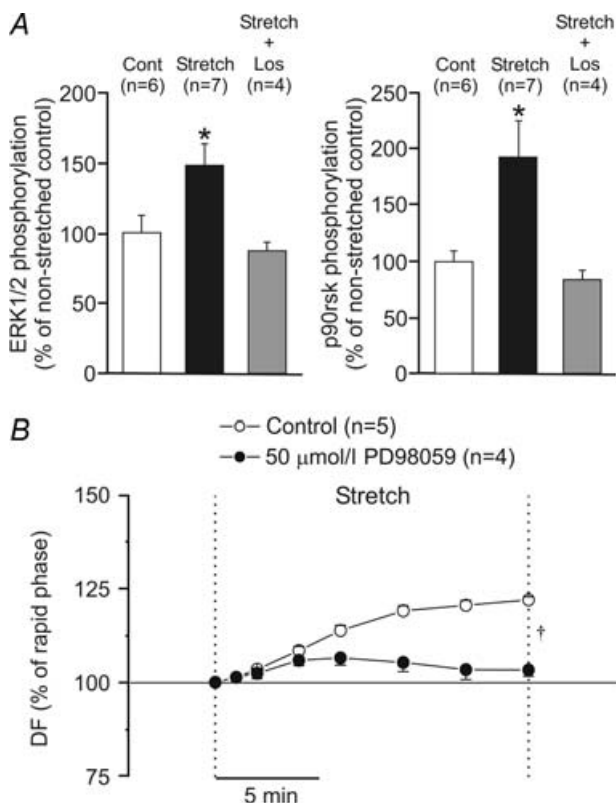 A
Cont
(n=6)
Stretch
(n=7)
Stretch
+
Los
(n=4)
ERK1/2 phosphorylation
(% of non-stretched control)
200
150
100
50
0
*
Cont
(n=6)
Stretch
(n=7)
Stretch
+
Los
(n=4)
p90rsk phosphorylation
(% of non-stretched control)
250
200
150
100
50
0
*
B
Control (n=5)
50 μmol/l PD98059 (n=4)
Stretch
DF (% of rapid phase)
150
125
100
75
†
5 min